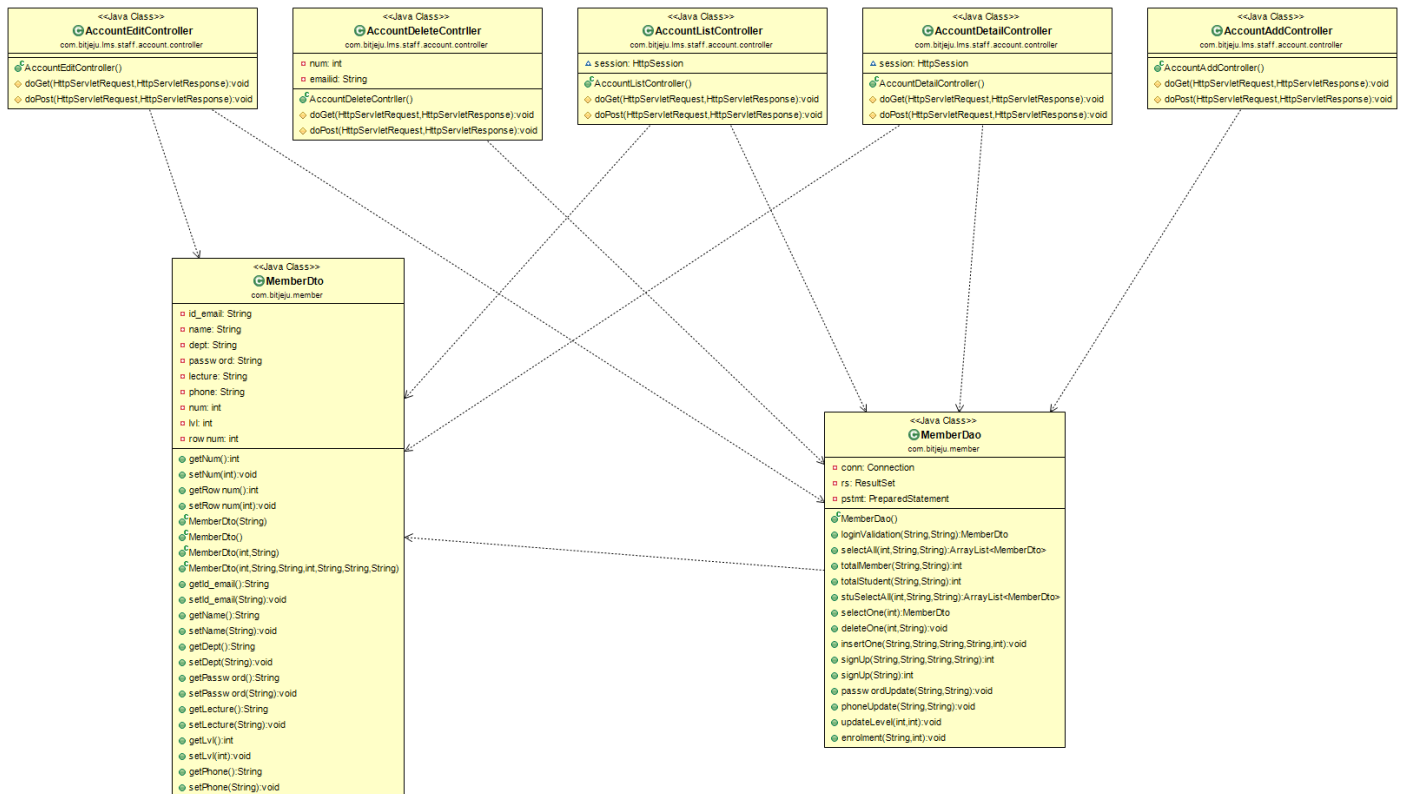 <<Java Class>>
AccountEditController
com.bitjeju.lms.staff.account.controller
AccountEditController()
doGet(HttpServletRequest,HttpServletResponse):void
doPost(HttpServletRequest,HttpServletResponse):void
<<Java Class>>
AccountDeleteContrller
com.bitjeju.lms.staff.account.controller
num: int
emailid: String
AccountDeleteContrller()
doGet(HttpServletRequest,HttpServletResponse):void
doPost(HttpServletRequest,HttpServletResponse):void
<<Java Class>>
AccountListController
com.bitjeju.lms.staff.account.controller
session: HttpSession
AccountListController()
doGet(HttpServletRequest,HttpServletResponse):void
doPost(HttpServletRequest,HttpServletResponse):void
<<Java Class>>
AccountDetailController
com.bitjeju.lms.staff.account.controller
session: HttpSession
AccountDetailController()
doGet(HttpServletRequest,HttpServletResponse):void
doPost(HttpServletRequest,HttpServletResponse):void
<<Java Class>>
AccountAddController
com.bitjeju.lms.staff.account.controller
AccountAddController()
doGet(HttpServletRequest,HttpServletResponse):void
doPost(HttpServletRequest,HttpServletResponse):void
<<Java Class>>
MemberDto
com.bitjeju.member
id_email: String
name: String
dept: String
password: String
lecture: String
phone: String
num: int
lvl: int
rownum: int
getNum():int
setNum(int):void
getRownum():int
setRownum(int):void
MemberDto(String)
MemberDto()
MemberDto(int,String)
MemberDto(int,String,String,int,String,String,String)
getId_email():String
setId_email(String):void
getName():String
setName(String):void
getDept():String
setDept(String):void
getPassword():String
setPassword(String):void
getLecture():String
setLecture(String):void
getLvl():int
setLvl(int):void
getPhone():String
setPhone(String):void
<<Java Class>>
MemberDao
com.bitjeju.member
conn: Connection
rs: ResultSet
pstmt: PreparedStatement
MemberDao()
loginValidation(String,String):MemberDto
selectAll(int,String,String):ArrayList<MemberDto>
totalMember(String,String):int
totalStudent(String,String):int
stuSelectAll(int,String,String):ArrayList<MemberDto>
selectOne(int):MemberDto
deleteOne(int,String):void
insertOne(String,String,String,String,int):void
signUp(String,String,String,String):int
signUp(String):int
passwordUpdate(String,String):void
phoneUpdate(String,String):void
updateLevel(int,int):void
enrolment(String,int):void